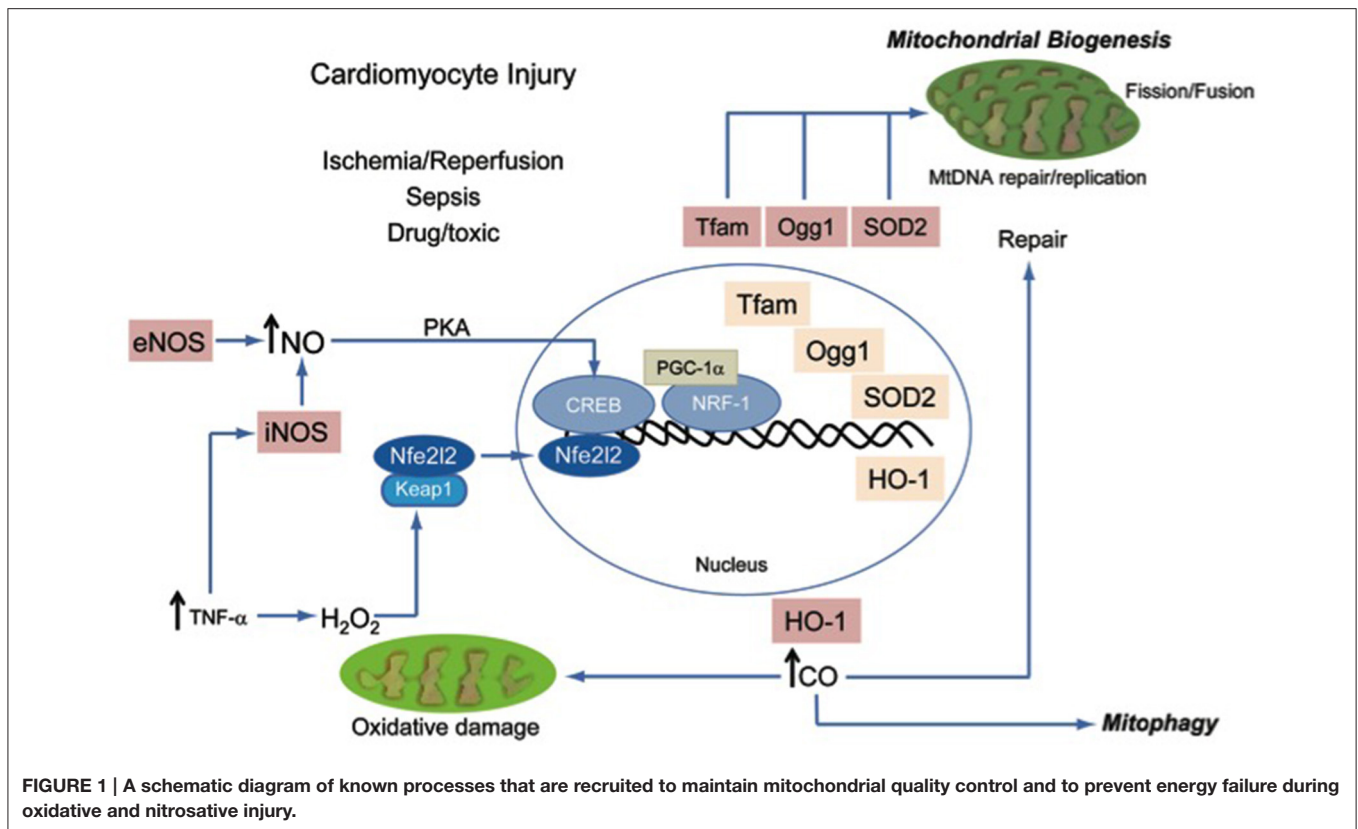 Mitochondrial Biogenesis
Cardiomyocyte Injury
Fission/Fusion
Ischemia/Reperfusion
Sepsis
Drug/toxic
MtDNA repair/replication
Tfam
Ogg1
SOD2
Repair
Tfam
eNOS
NO
PKA
Ogg1
PGC-1α
SOD2
CREB
NRF-1
iNOS
Nfe2l2
Keap1
Nfe2l2
HO-1
Nucleus
TNF-α
H₂O₂
HO-1
CO
Oxidative damage
Mitophagy
FIGURE 1 | A schematic diagram of known processes that are recruited to maintain mitochondrial quality control and to prevent energy failure during
oxidative and nitrosative injury.